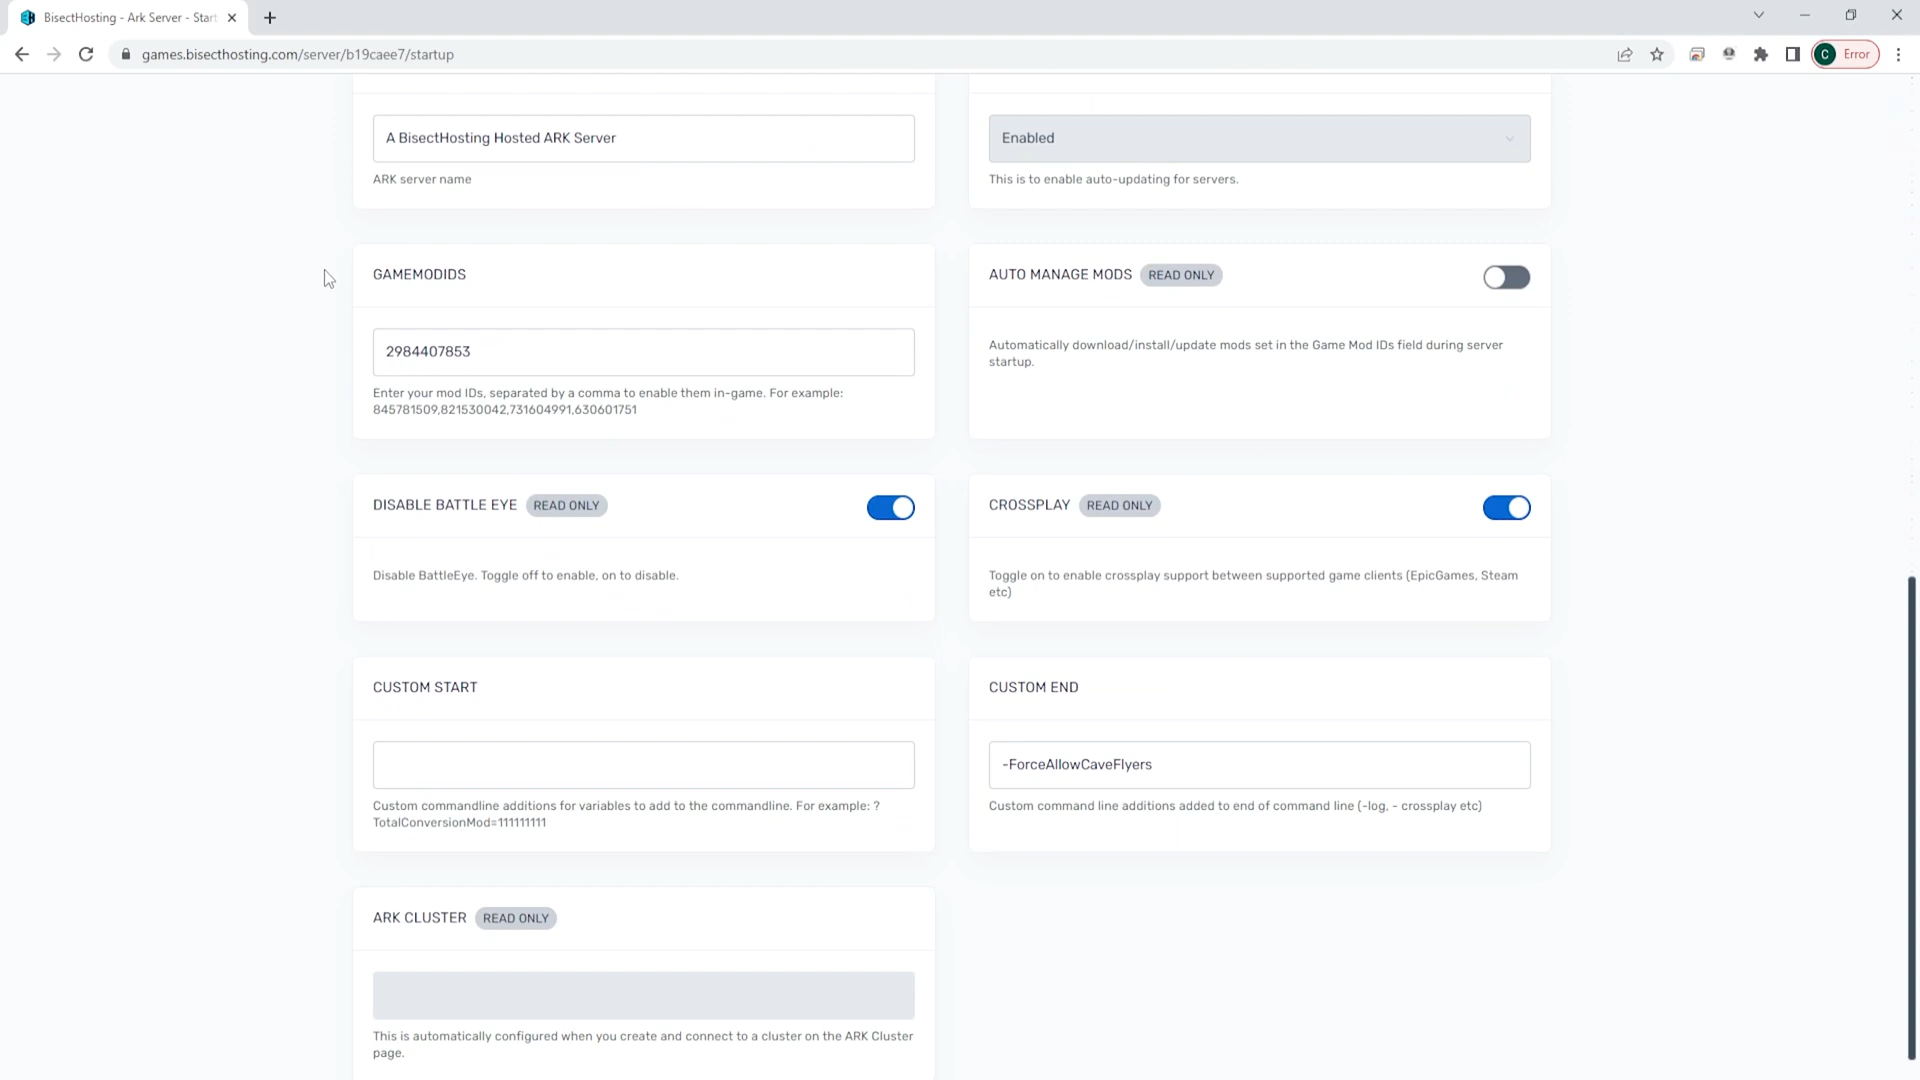 BisectHosting - Ark Server - Start
games.bisecthosting.com/server/b19caee7/startup
C Error
A BisectHosting Hosted ARK Server
ARK server name
Enabled
This is to enable auto-updating for servers.
GAMEMODIDS
2984407853
Enter your mod IDs, separated by a comma to enable them in-game. For example:
845781509,821530042,731604991,630601751
AUTO MANAGE MODS READ ONLY
Automatically download/install/update mods set in the Game Mod IDs field during server
startup.
DISABLE BATTLE EYE READ ONLY
Disable BattleEye. Toggle off to enable, on to disable.
CROSSPLAY READ ONLY
Toggle on to enable crossplay support between supported game clients (EpicGames, Steam
etc)
CUSTOM START
Custom commandline additions for variables to add to the commandline. For example: ?
TotalConversionMod=111111111
CUSTOM END
-ForceAllowCaveFlyers
Custom command line additions added to end of command line (-log, - crossplay etc)
ARK CLUSTER READ ONLY
This is automatically configured when you create and connect to a cluster on the ARK Cluster
page.